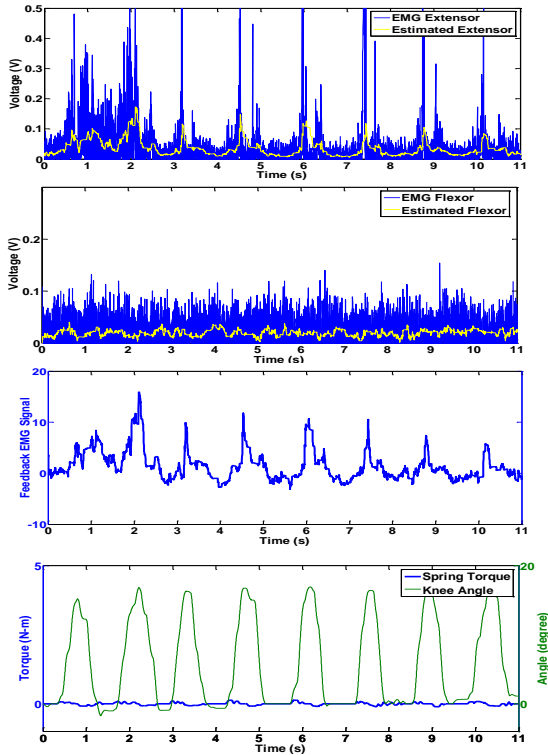 0.5
0.4
0.3
0.2
0.1
0
Voltage (V)
EMG Extensor
Estimated Extensor
0 1 2 3 4 5 6 7 8 9 10 11
Time (s)
0.2
0.1
0
Voltage (V)
EMG Flexor
Estimated Flexor
0 1 2 3 4 5 6 7 8 9 10 11
Time(s)
20
10
0
-10
Feedback EMG Signal
0 1 2 3 4 5 6 7 8 9 10 11
Time (s)
5
0
Torque (N-m)
Spring Torque
Knee Angle
20
0
Angle (degree)
0 1 2 3 4 5 6 7 8 9 10 11
Time (s)